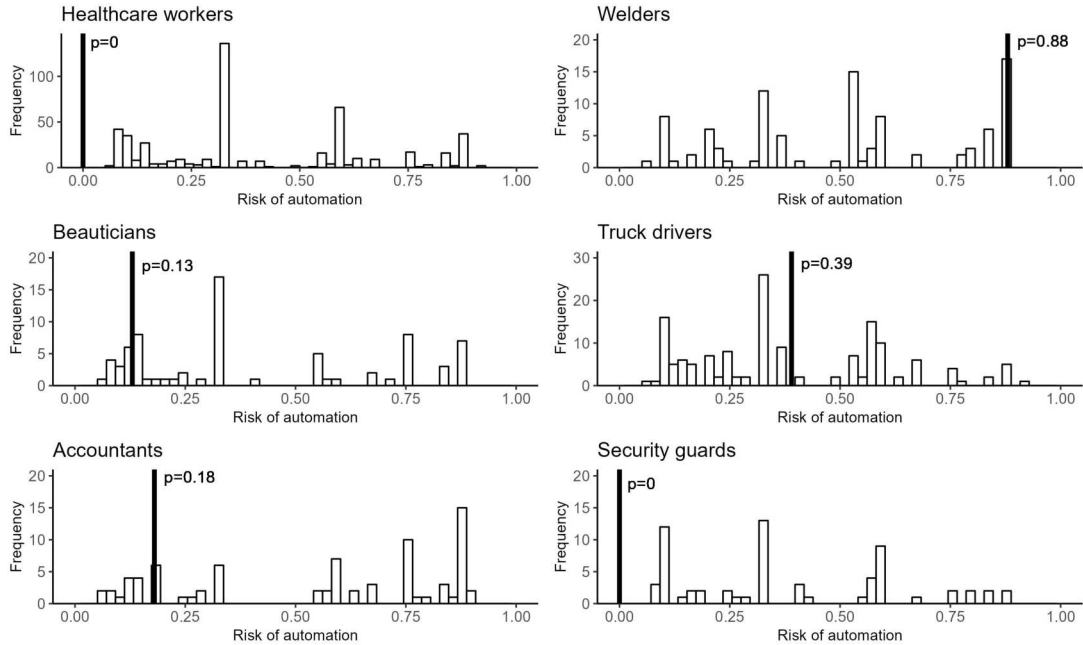 Healthcare workers
p=0
100
50
0
Frequency
0.00 0.25 0.50 0.75 1.00
Risk of automation
Welders
p=0.88
20
15
10
5
0
Frequency
0.00 0.25 0.50 0.75 1.00
Risk of automation
Beauticians
p=0.13
20
15
10
5
0
Frequency
0.00 0.25 0.50 0.75 1.00
Risk of automation
Truck drivers
p=0.39
30
20
10
0
Frequency
0.00 0.25 0.50 0.75 1.00
Risk of automation
Accountants
p=0.18
20
15
10
5
0
Frequency
0.00 0.25 0.50 0.75 1.00
Risk of automation
Security guards
p=0
20
15
10
5
0
Frequency
0.00 0.25 0.50 0.75 1.00
Risk of automation